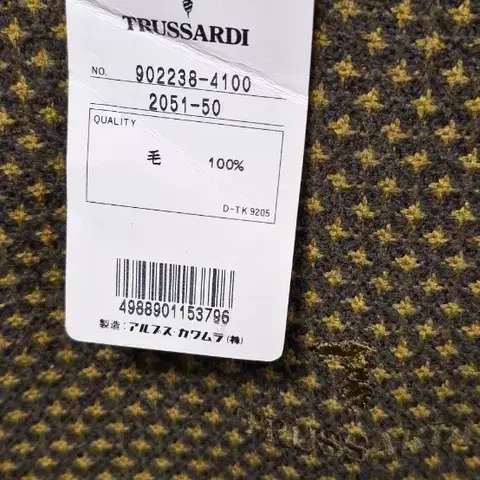 TRUSSARDI
NO. 902238-4100
2051-50
QUALITY
毛 100%
D-TK 9205
4988901153796
製造:アルプス・カワムラ(株)
TRUSSARDI